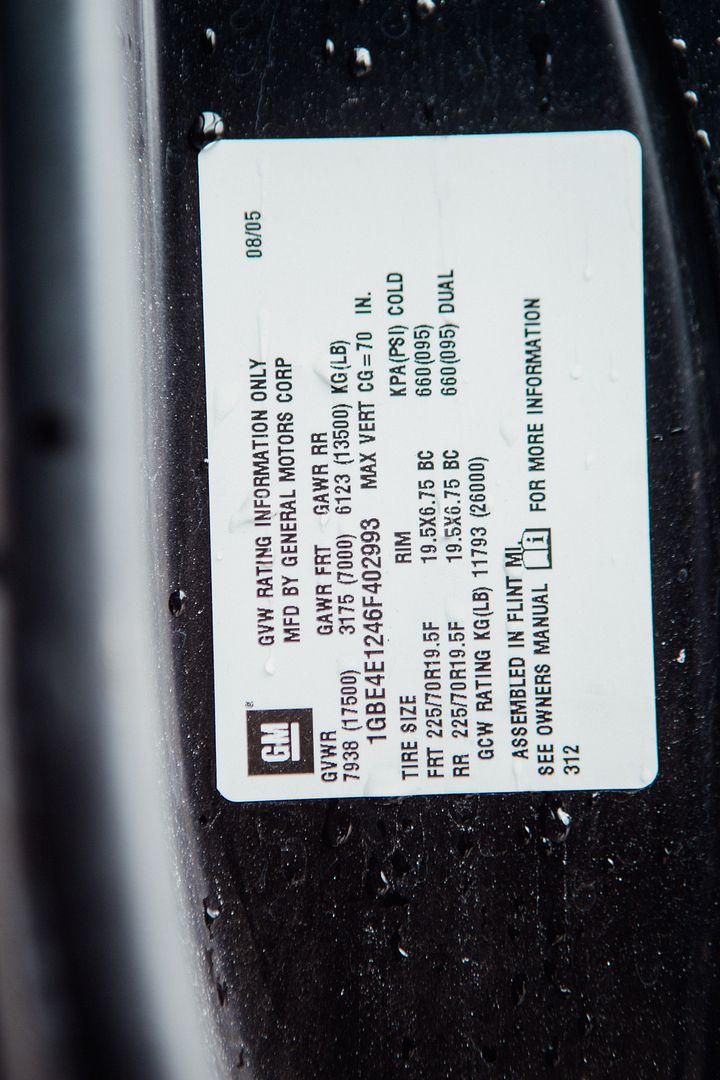 GM ®
GVW RATING INFORMATION ONLY 08/05
MFD BY GENERAL MOTORS CORP
GVWR GAWR FRT GAWR RR
7938 (17500) 3175 (7000) 6123 (13500) KG(LB)
1GBE4E1246F402993 MAX VERT CG=70 IN.
TIRE SIZE RIM KPA(PSI) COLD
FRT 225/70R19.5F 19.5X6.75 BC 660(095)
RR 225/70R19.5F 19.5X6.75 BC 660(095) DUAL
GCW RATING KG(LB) 11793 (26000)
ASSEMBLED IN FLINT MI.
SEE OWNERS MANUAL i FOR MORE INFORMATION
312